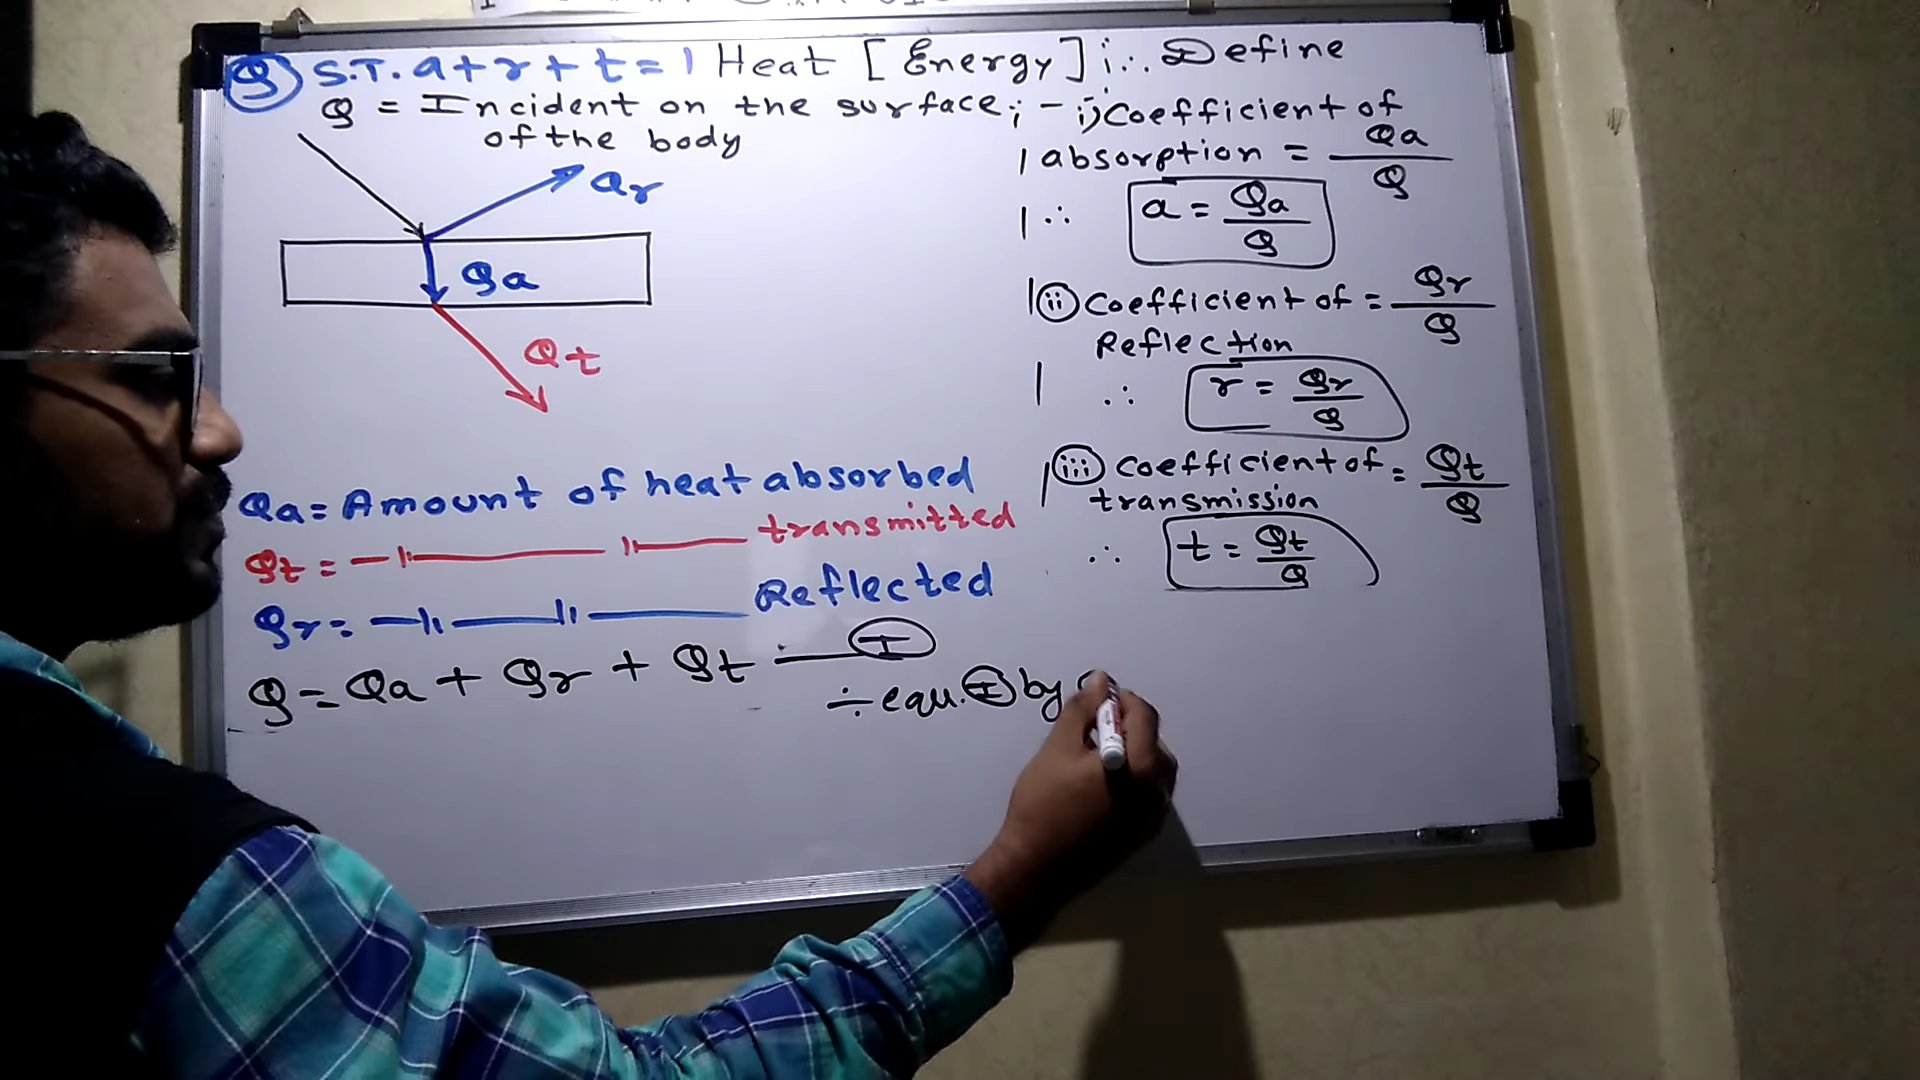 Q S.T. a + r + t = 1 Heat [Energy]
Q = Incident on the surface
of the body
Qr
Qa
Qt
Qa = Amount of heat absorbed
Qt = —||———||—— transmitted
Qr = —||———||—— Reflected
Q = Qa + Qr + Qt —— I
÷ equ. I by
∴ Define
i) Coefficient of
absorption = Qa/Q
∴ a = Qa/Q
ii Coefficient of = Qr/Q
Reflection
∴ r = Qr/Q
iii Coefficient of = Qt/Q
transmission
∴ t = Qt/Q